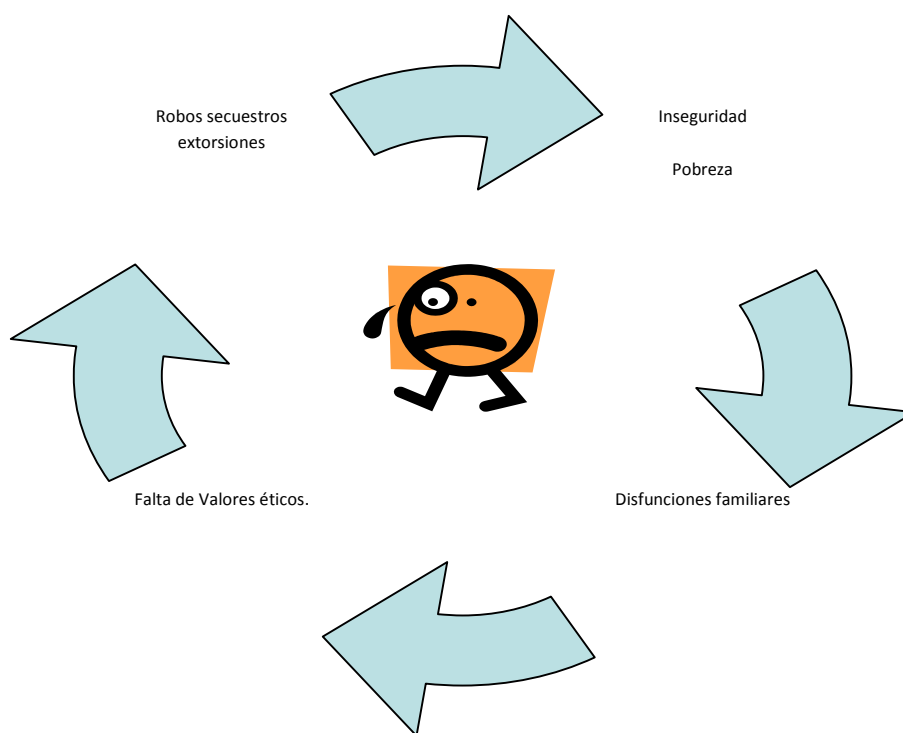 Robos secuestros
extorsiones
Inseguridad
Pobreza
Falta de Valores éticos.
Disfunciones familiares